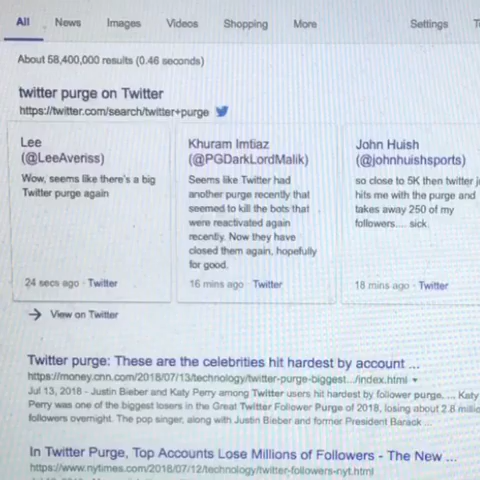 All News Images Videos Shopping More Settings
About 58,400,000 results (0.46 seconds)
twitter purge on Twitter
https://twitter.com/search/twitter+purge
Lee
(@LeeAveriss)
Wow, seems like there's a big
Twitter purge again
24 secs ago · Twitter
Khuram Imtiaz
(@PGDarkLordMalik)
Seems like Twitter had
another purge recently that
seemed to kill the bots that
were reactivated again
recently. Now they have
closed them again, hopefully
for good.
16 mins ago · Twitter
John Huish
(@johnhuishsports)
so close to 5K then twitter
hits me with the purge and
takes away 250 of my
followers.... sick
18 mins ago · Twitter
→ View on Twitter
Twitter purge: These are the celebrities hit hardest by account ...
https://money.cnn.com/2018/07/13/technology/twitter-purge-biggest.../index.html
Jul 13, 2018 - Justin Bieber and Katy Perry among Twitter users hit hardest by follower purge. ... Katy
Perry was one of the biggest losers in the Great Twitter Follower Purge of 2018, losing about 2.8
followers overnight. The pop singer, along with Justin Bieber and former President Barack ...
In Twitter Purge, Top Accounts Lose Millions of Followers - The New ...
https://www.nytimes.com/2018/07/12/technology/twitter-followers-nyt.html